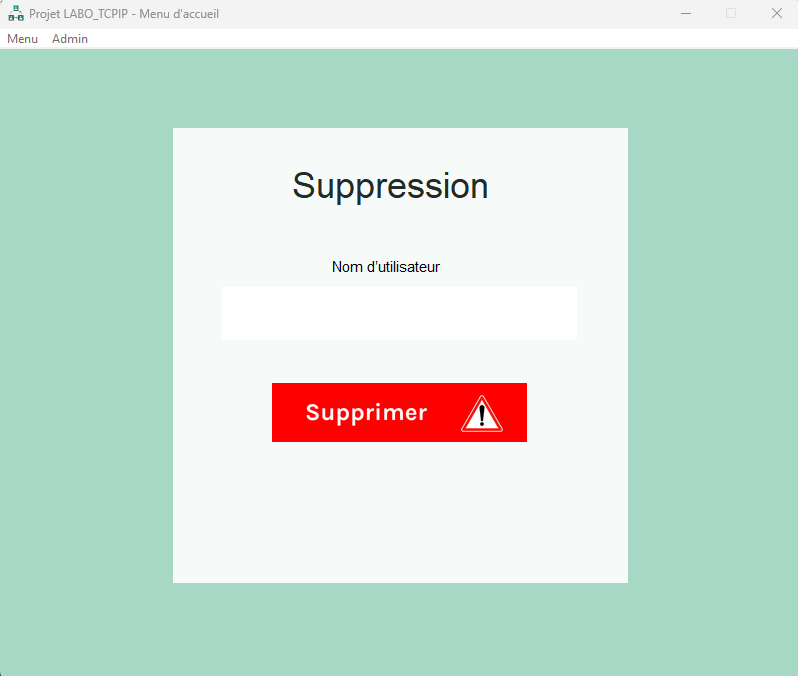 Projet LABO_TCPIP - Menu d'accueil
Menu Admin
Suppression
Nom d'utilisateur
Supprimer